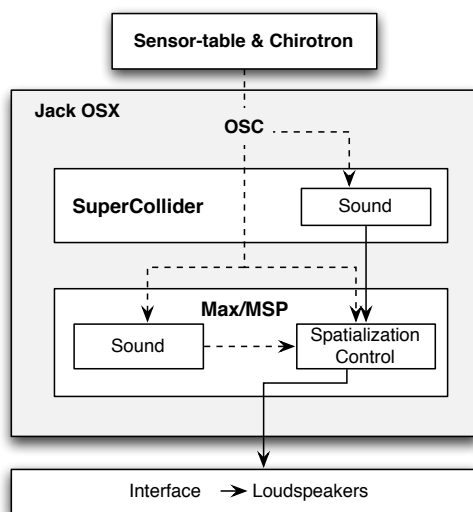 Sensor-table & Chirotron
Jack OSX
OSC
SuperCollider
Sound
Max/MSP
Sound
Spatialization
Control
Interface
Loudspeakers